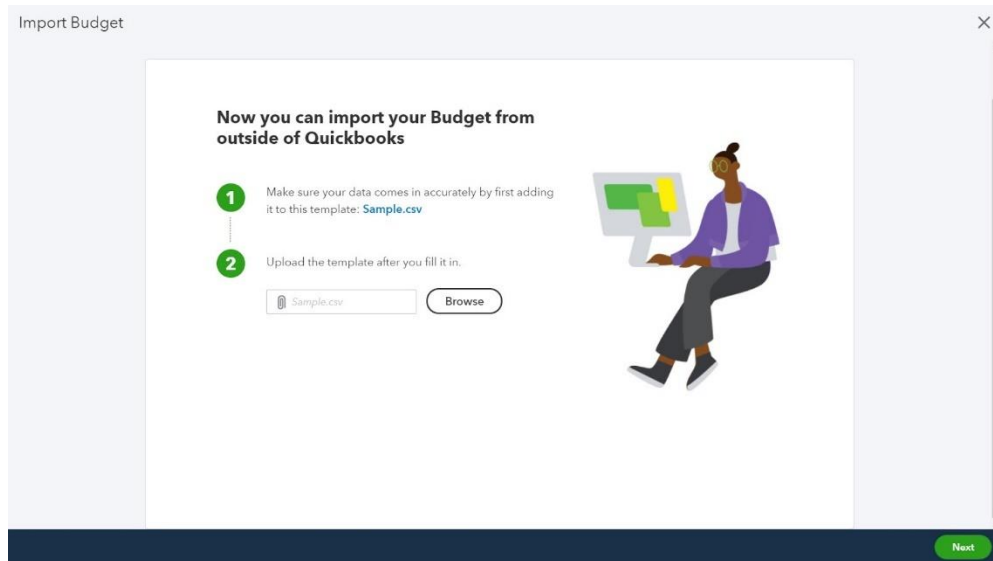 Import Budget
Now you can import your Budget from
outside of Quickbooks
1
Make sure your data comes in accurately by first adding
it to this template: Sample.csv
2
Upload the template after you fill it in.
Sample.csv
Browse
Next